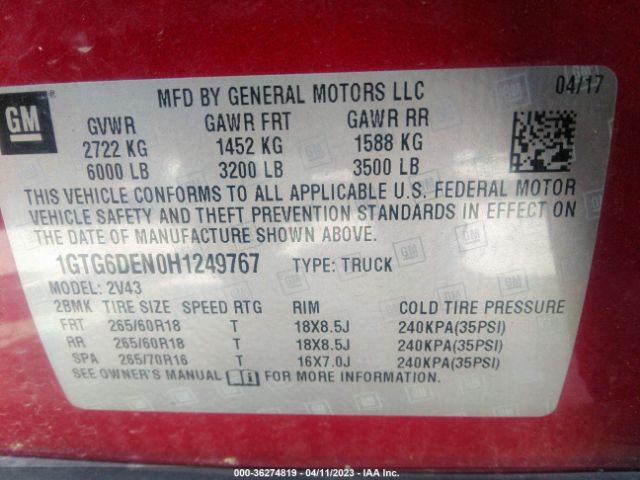 GM
MFD BY GENERAL MOTORS LLC 04/17
GVWR GAWR FRT GAWR RR
2722 KG 1452 KG 1588 KG
6000 LB 3200 LB 3500 LB
THIS VEHICLE CONFORMS TO ALL APPLICABLE U.S. FEDERAL MOTOR
VEHICLE SAFETY AND THEFT PREVENTION STANDARDS IN EFFECT ON
THE DATE OF MANUFACTURE SHOWN ABOVE.
1GTG6DEN0H1249767 TYPE: TRUCK
MODEL: 2V43
2BMK TIRE SIZE SPEED RTG RIM COLD TIRE PRESSURE
FRT 265/60R18 T 18X8.5J 240KPA(35PSI)
RR 265/60R18 T 18X8.5J 240KPA(35PSI)
SPA 265/70R16 T 16X7.0J 240KPA(35PSI)
SEE OWNER'S MANUAL FOR MORE INFORMATION.
000-36274819 - 04/11/2023 - IAA Inc.